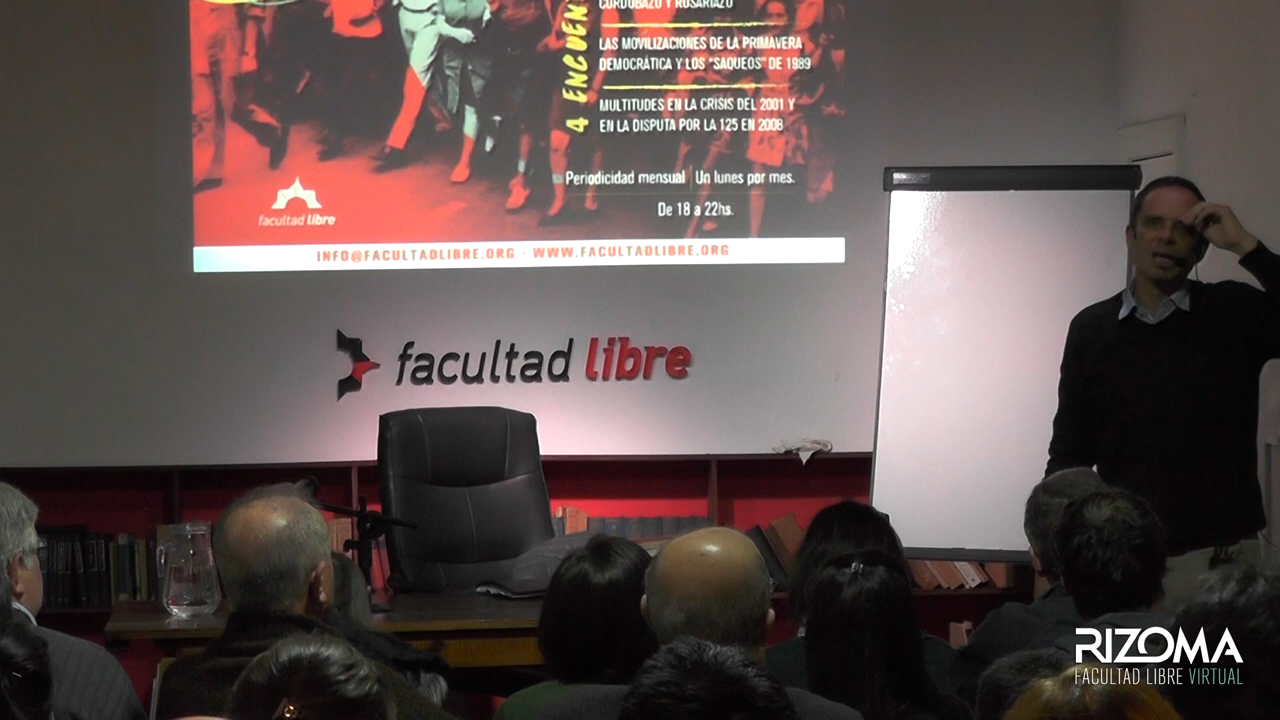 CORDOBAZO Y ROSARIAZO
4 ENCUEN
LAS MOVILIZACIONES DE LA PRIMAVERA
DEMOCRÁTICA Y LOS "SAQUEOS" DE 1989
MULTITUDES EN LA CRISIS DEL 2001 Y
EN LA DISPUTA POR LA 125 EN 2008
Periodicidad mensual | Un lunes por mes.
De 18 a 22hs.
facultad libre
INFO@FACULTADLIBRE.ORG · WWW.FACULTADLIBRE.ORG
facultad libre
RIZOMA
FACULTAD LIBRE VIRTUAL